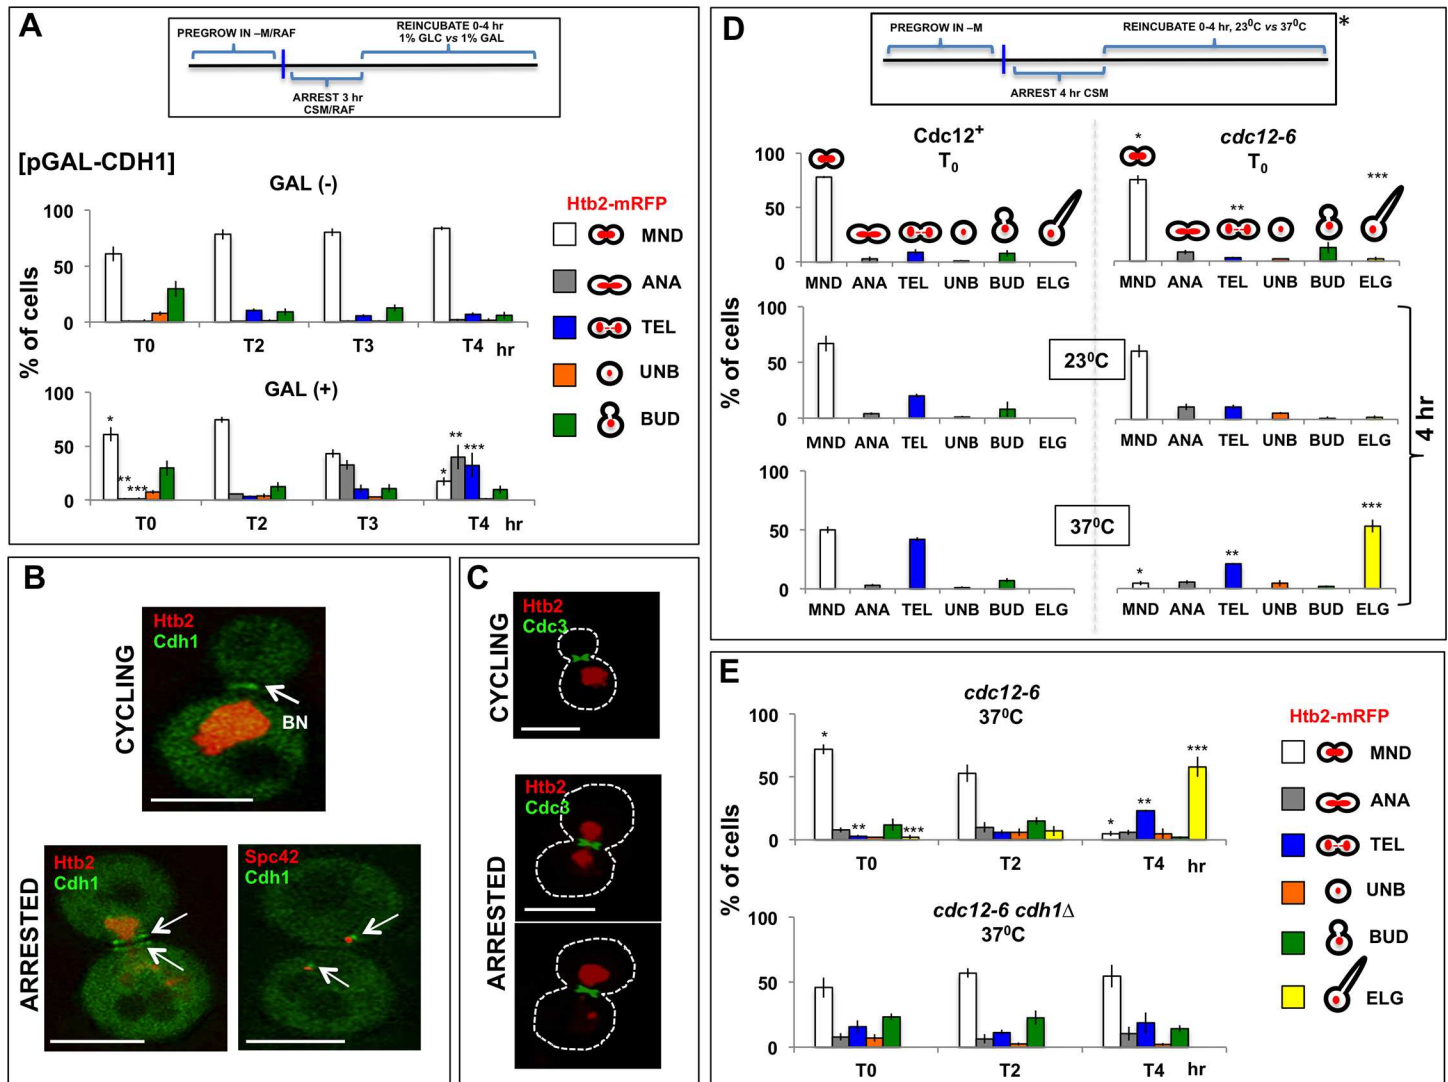 A
PREGROW IN –M/RAF
REINCUBATE 0-4 hr
1% GLC vs 1% GAL
ARREST 3 hr
CSM/RAF
[pGAL-CDH1]
GAL (-)
% of cells
100
50
0
T0 T2 T3 T4 hr
GAL (+)
100
50
0
* ** *** * ** ***
T0 T2 T3 T4 hr
Htb2-mRFP
MND
ANA
TEL
UNB
BUD
B
CYCLING
Htb2
Cdh1
BN
ARRESTED
Htb2
Cdh1
Spc42
Cdh1
C
CYCLING
Htb2
Cdc3
ARRESTED
Htb2
Cdc3
D
PREGROW IN –M
REINCUBATE 0-4 hr, 23⁰C vs 37⁰C
*
ARREST 4 hr CSM
Cdc12⁺
T₀
cdc12-6
T₀
% of cells
100
50
0
* ** ***
MND ANA TEL UNB BUD ELG
MND ANA TEL UNB BUD ELG
100
50
0
23⁰C
MND ANA TEL UNB BUD ELG
MND ANA TEL UNB BUD ELG
4 hr
100
50
0
37⁰C
* ** ***
MND ANA TEL UNB BUD ELG
MND ANA TEL UNB BUD ELG
E
cdc12-6
37⁰C
% of cells
100
50
0
* ** *** * ** ***
T0 T2 T4 hr
cdc12-6 cdh1Δ
37⁰C
100
50
0
T0 T2 T4 hr
Htb2-mRFP
MND
ANA
TEL
UNB
BUD
ELG